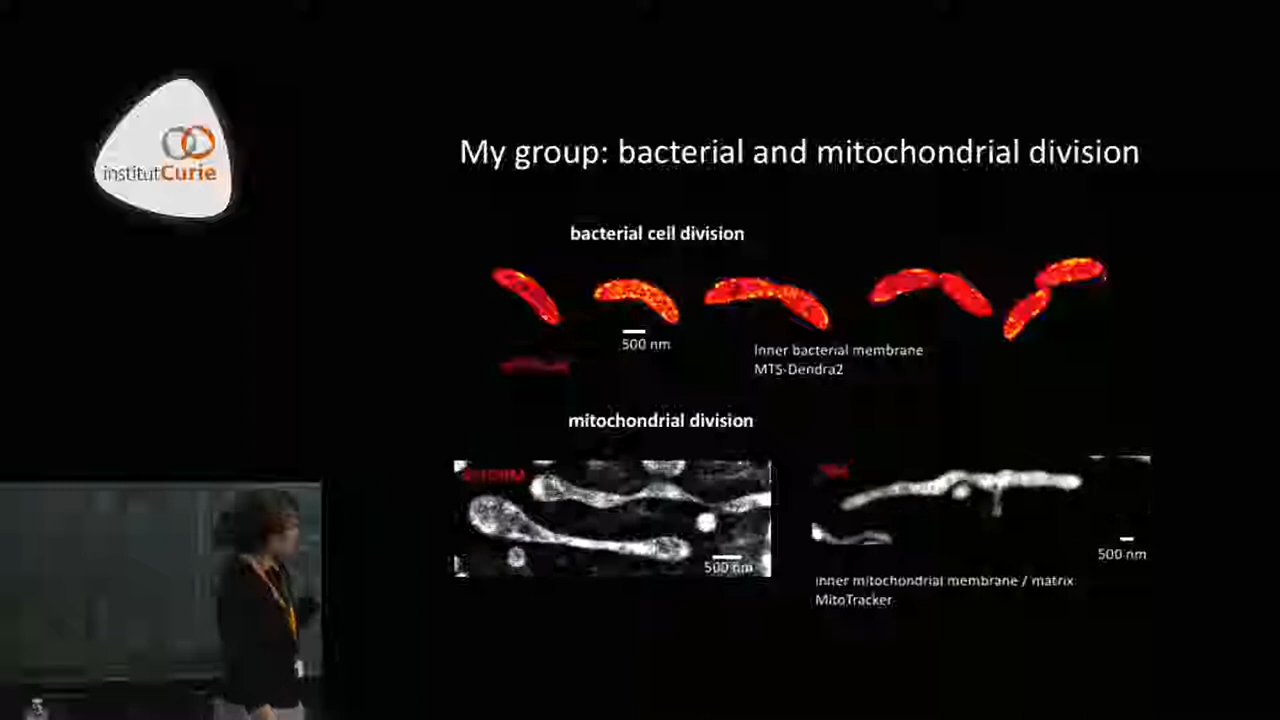 institutCurie
My group: bacterial and mitochondrial division
bacterial cell division
500 nm
Inner bacterial membrane
MTS-Dendra2
mitochondrial division
500 nm
500 nm
inner mitochondrial membrane / matrix
MitoTracker